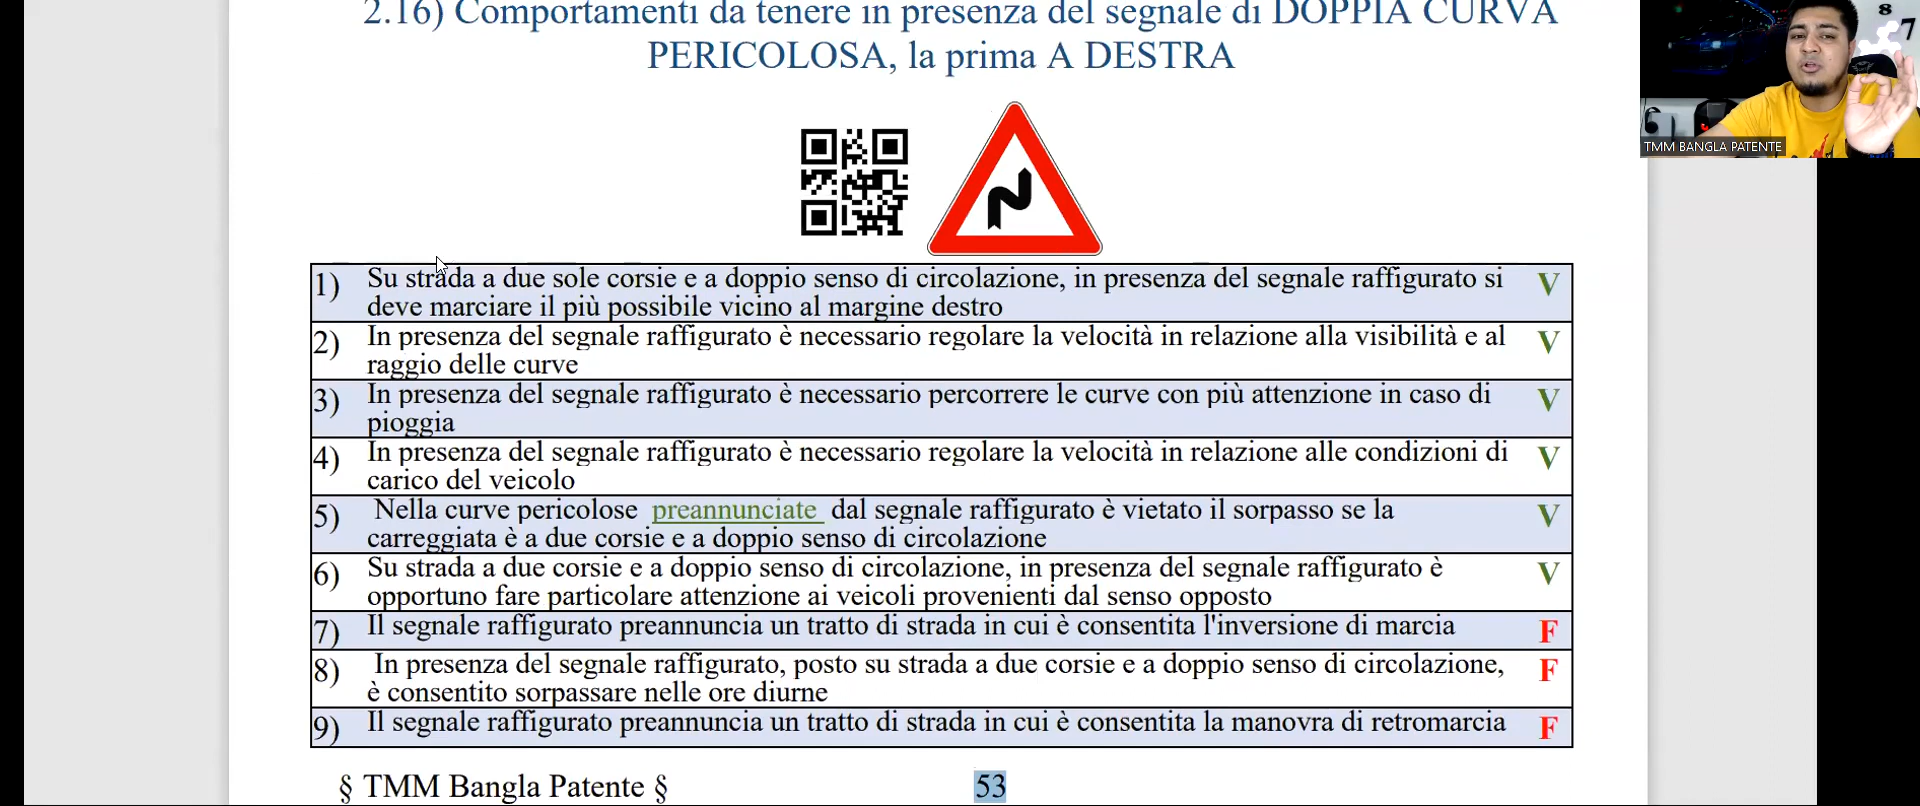 2.16) Comportamenti da tenere in presenza del segnale di DOPPIA CURVA
PERICOLOSA, la prima A DESTRA
8
7
6
TMM BANGLA PATENTE
1) Su strada a due sole corsie e a doppio senso di circolazione, in presenza del segnale raffigurato si V
deve marciare il più possibile vicino al margine destro
2) In presenza del segnale raffigurato è necessario regolare la velocità in relazione alla visibilità e al V
raggio delle curve
3) In presenza del segnale raffigurato è necessario percorrere le curve con più attenzione in caso di V
pioggia
4) In presenza del segnale raffigurato è necessario regolare la velocità in relazione alle condizioni di V
carico del veicolo
5) Nella curve pericolose preannunciate dal segnale raffigurato è vietato il sorpasso se la V
carreggiata è a due corsie e a doppio senso di circolazione
6) Su strada a due corsie e a doppio senso di circolazione, in presenza del segnale raffigurato è V
opportuno fare particolare attenzione ai veicoli provenienti dal senso opposto
7) Il segnale raffigurato preannuncia un tratto di strada in cui è consentita l'inversione di marcia F
8) In presenza del segnale raffigurato, posto su strada a due corsie e a doppio senso di circolazione, F
è consentito sorpassare nelle ore diurne
9) Il segnale raffigurato preannuncia un tratto di strada in cui è consentita la manovra di retromarcia F
§ TMM Bangla Patente § 53